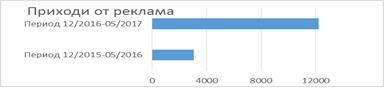 Приходи от реклама
Период 12/2016-05/2017
Период 12/2015-05/2016
0 4000 8000 12000